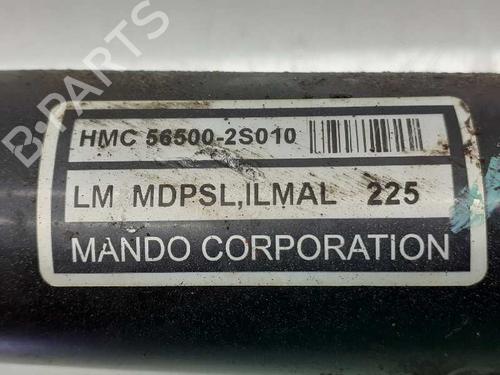 B-PARTS
HMC 56500-2S010
LM MDPSL,ILMAL 225
MANDO CORPORATION